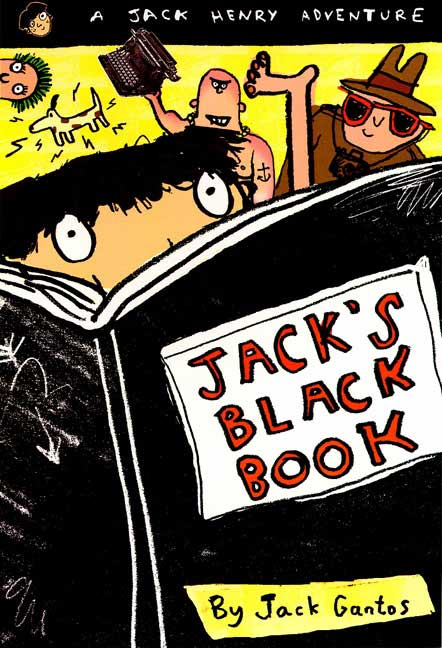 A JACK HENRY ADVENTURE
JACK'S
BLACK
BOOK
By Jack Gantos